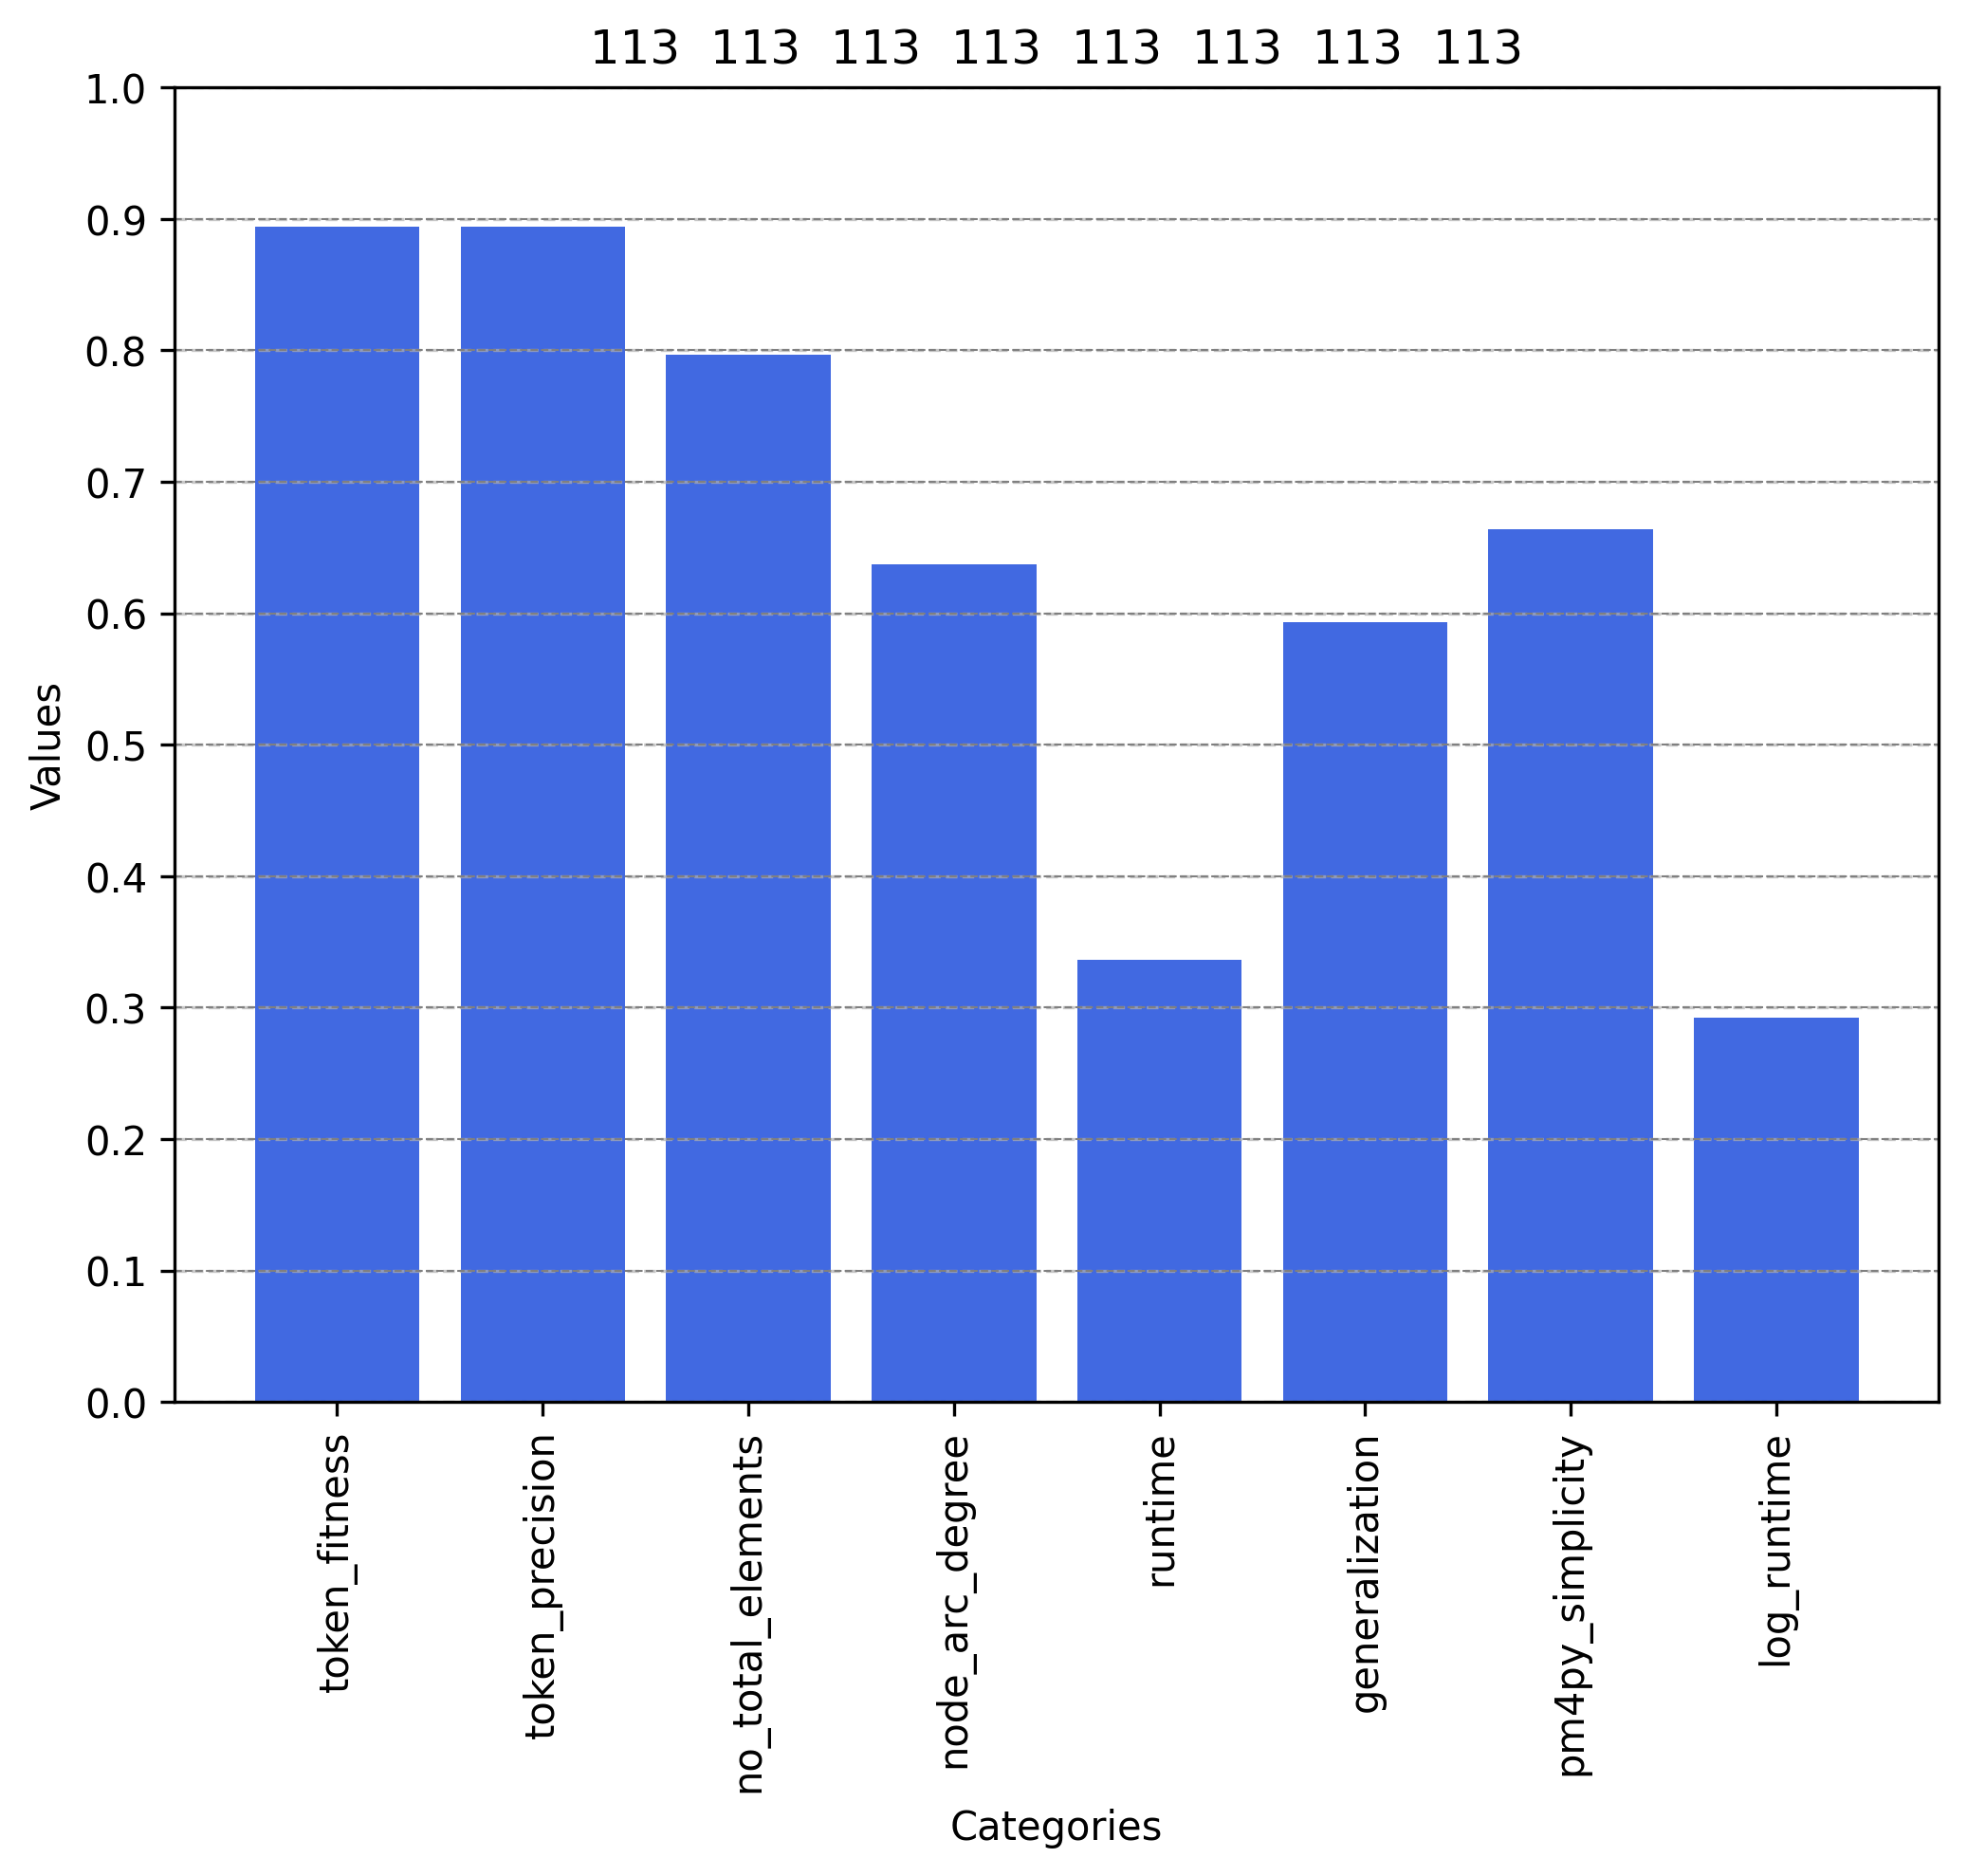 113 113 113 113 113 113 113 113
1.0
0.9
0.8
0.7
0.6
0.5
0.4
0.3
0.2
0.1
0.0
Values
token_fitness
token_precision
no_total_elements
node_arc_degree
runtime
generalization
pm4py_simplicity
log_runtime
Categories